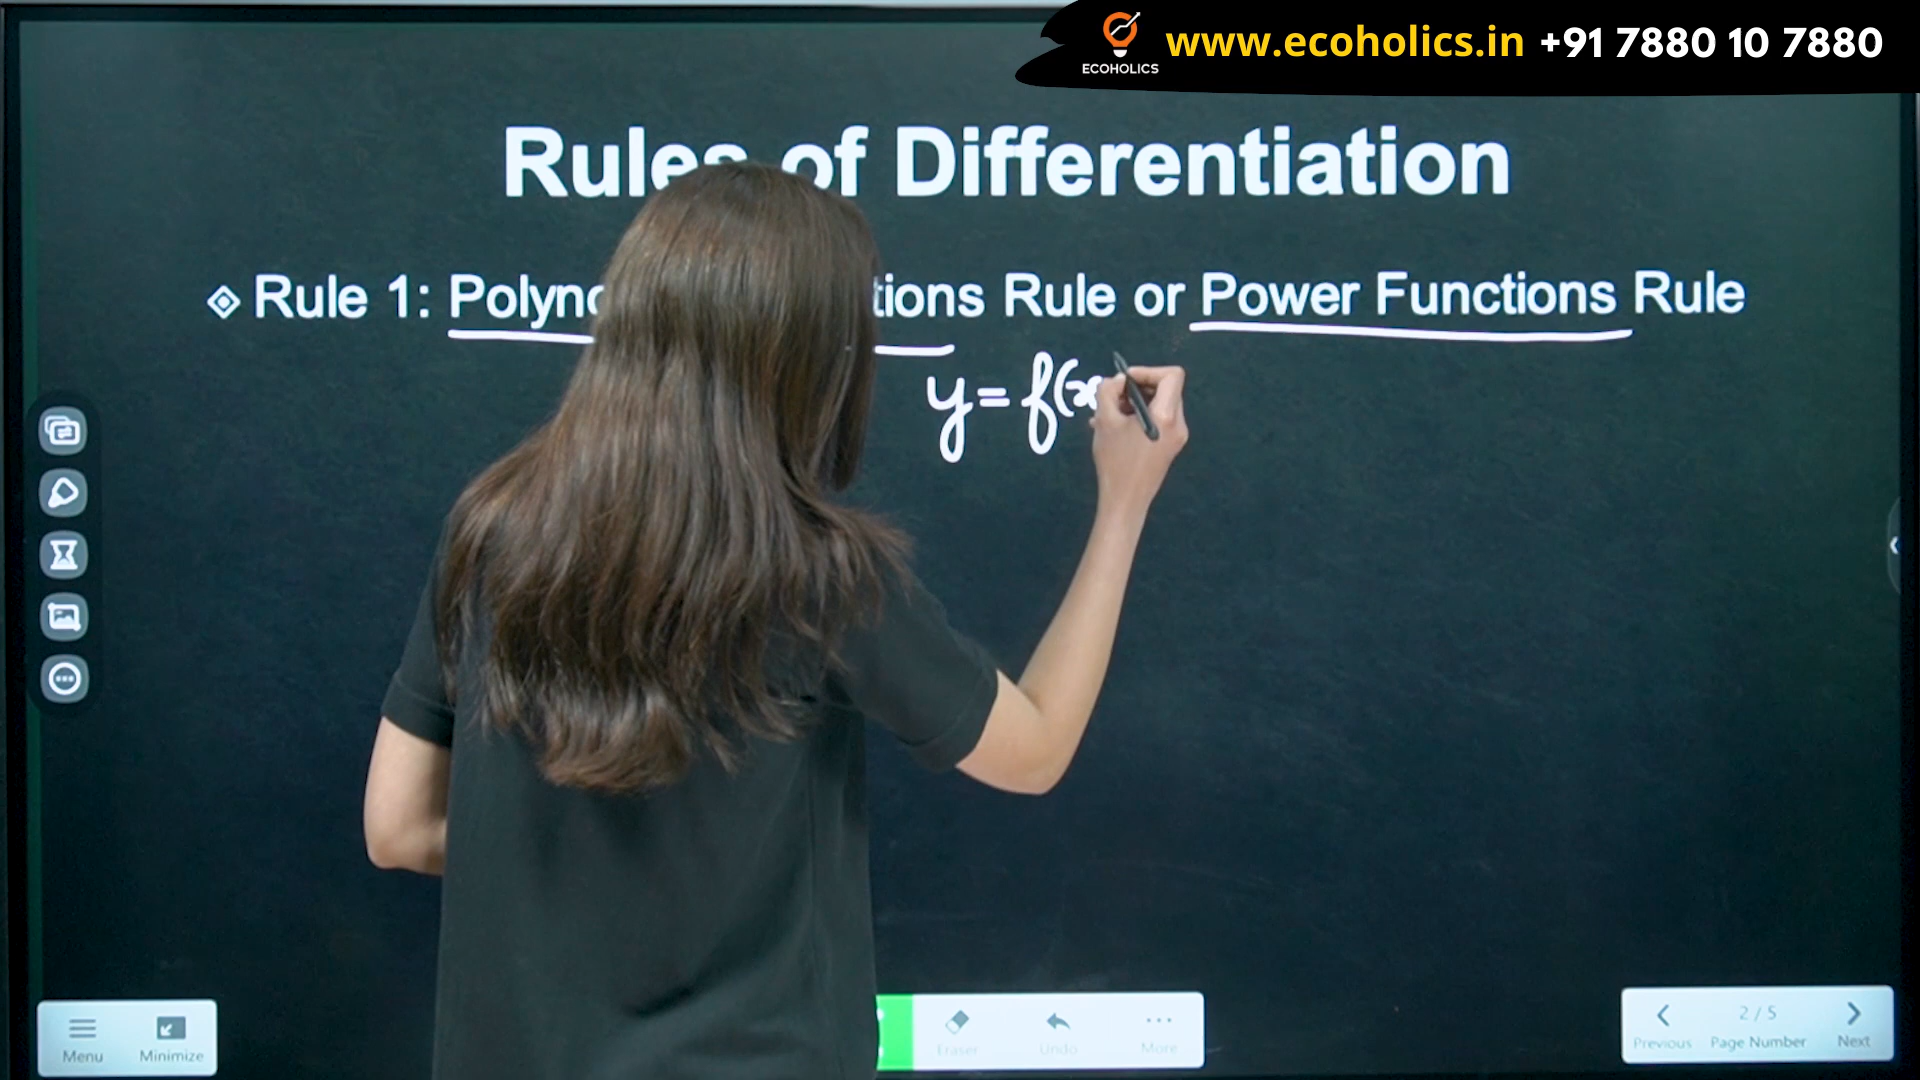 ECOHOLICS
www.ecoholics.in +91 7880 10 7880
Rules of Differentiation
Rule 1: Polyno tions Rule or Power Functions Rule
y = f(x
Menu
Minimize
Eraser
Undo
More
2/5
Previous
Page Number
Next